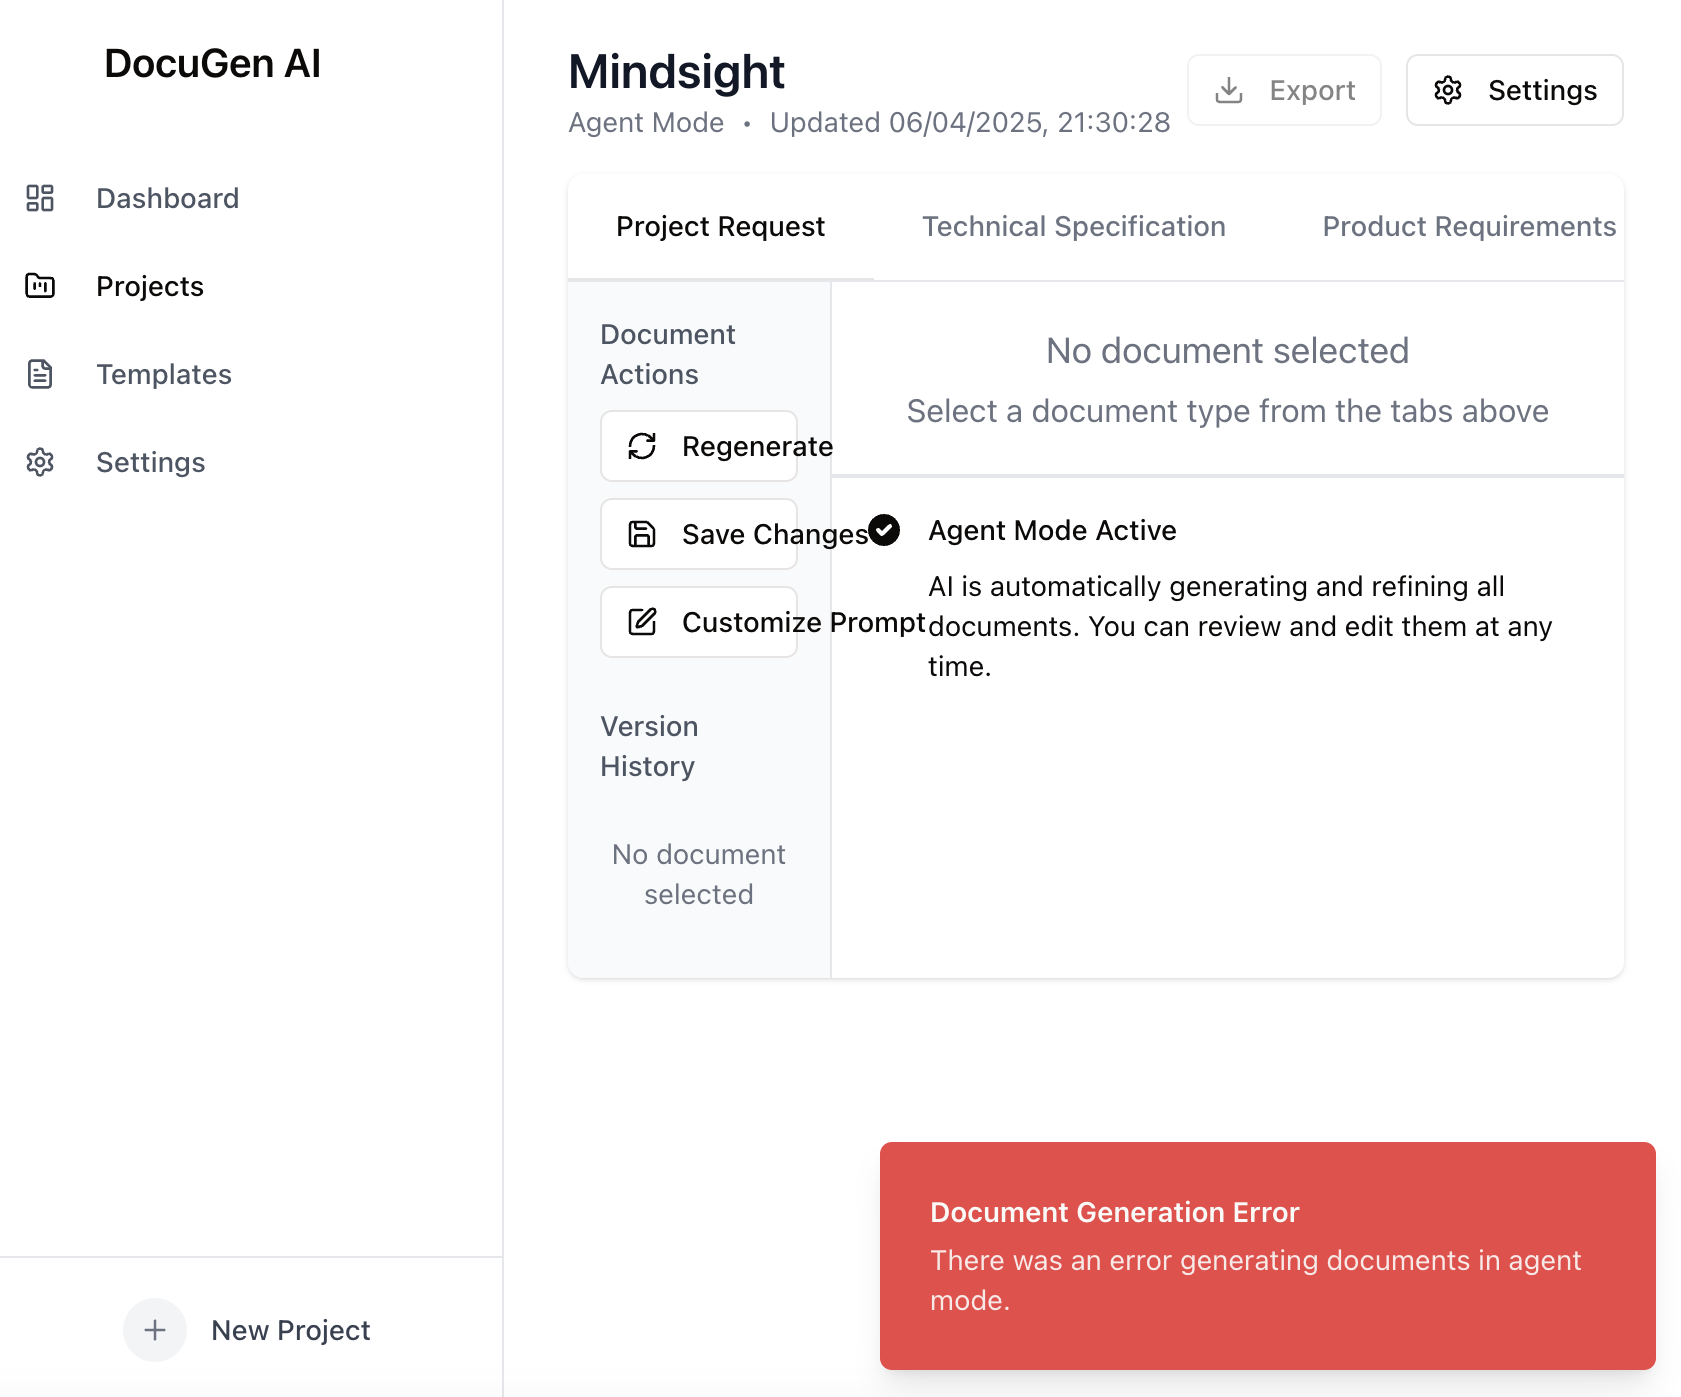 DocuGen AI
Dashboard
Projects
Templates
Settings
New Project
Mindsight
Agent Mode • Updated 06/04/2025, 21:30:28
Export
Settings
Project Request
Technical Specification
Product Requirements
Document
Actions
Regenerate
Save Changes
Customize Prompt
Version
History
No document
selected
No document selected
Select a document type from the tabs above
Agent Mode Active
AI is automatically generating and refining all
documents. You can review and edit them at any
time.
Document Generation Error
There was an error generating documents in agent
mode.